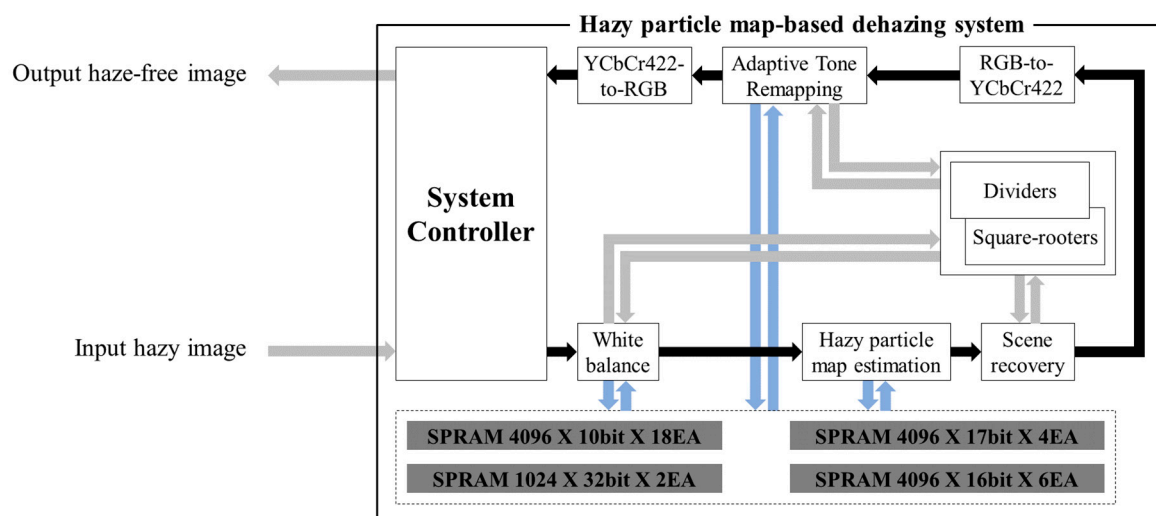 Hazy particle map-based dehazing system
Output haze-free image
YCbCr422-
to-RGB
Adaptive Tone
Remapping
RGB-to-
YCbCr422
System
Controller
Dividers
Square-rooters
Input hazy image
White
balance
Hazy particle
map estimation
Scene
recovery
SPRAM 4096 X 10bit X 18EA
SPRAM 4096 X 17bit X 4EA
SPRAM 1024 X 32bit X 2EA
SPRAM 4096 X 16bit X 6EA